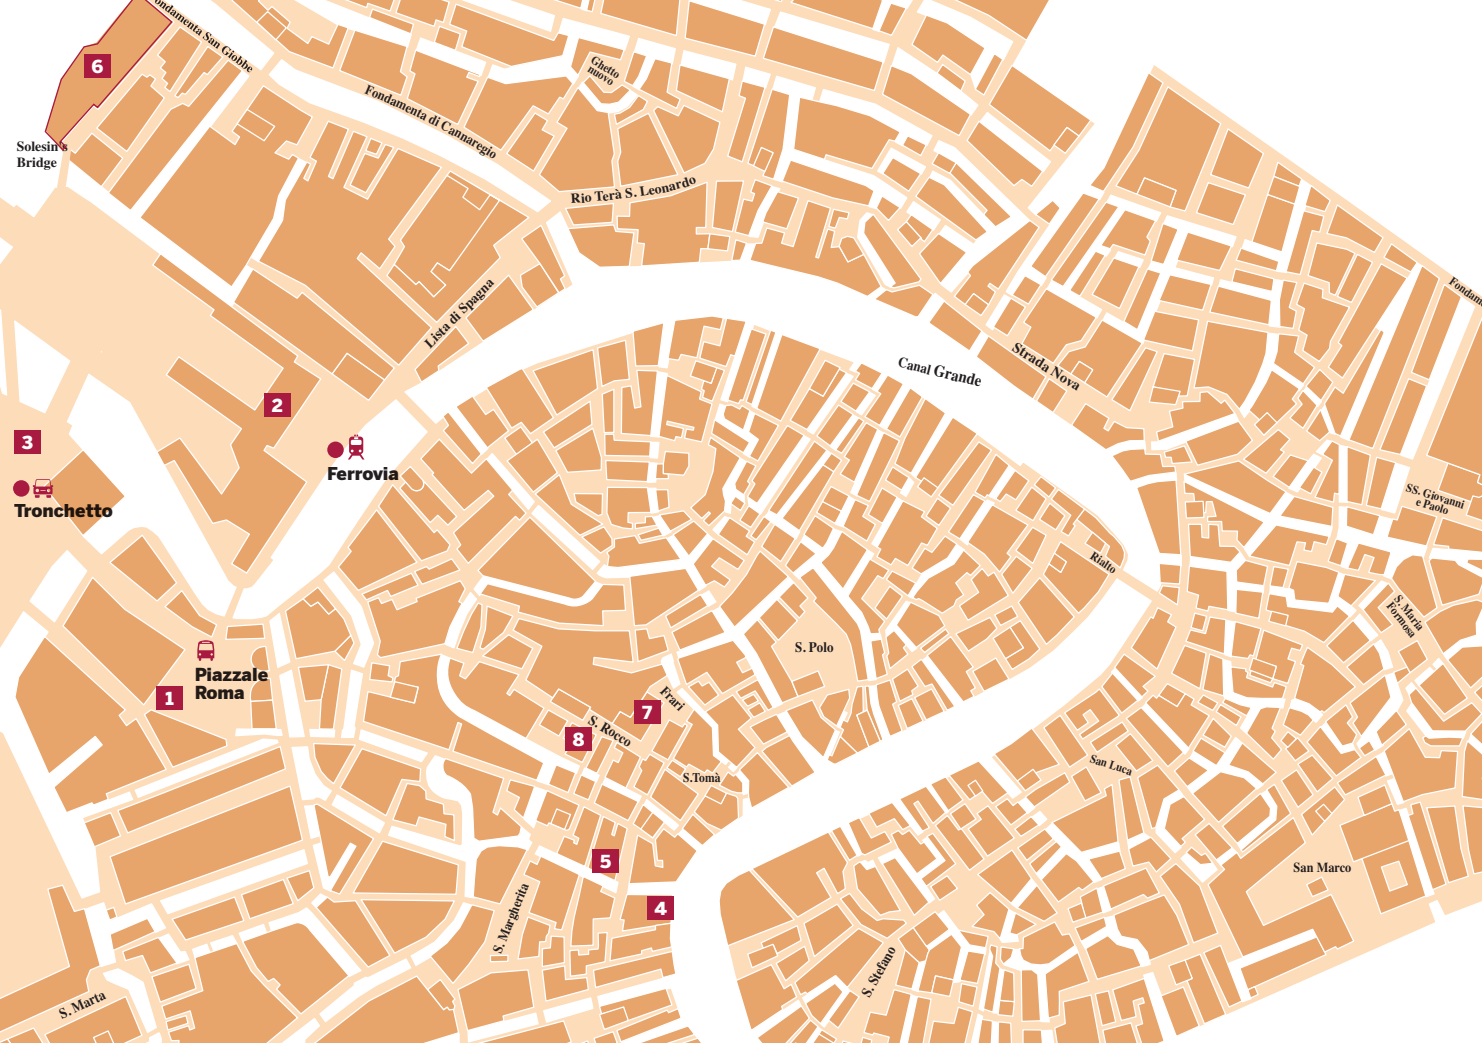 Fondamenta San Giobbe
6
Ghetto
nuovo
Fondamenta di Cannaregio
Solesin's
Bridge
Rio Terà S. Leonardo
Lista di Spagna
Strada Nova
Canal Grande
2
3
Ferrovia
Tronchetto
SS. Giovanni
e Paolo
Rialto
S. Maria
Formosa
S. Polo
Piazzale
Roma
1
Frari
7
S. Rocco
8
S.Tomà
San Luca
5
San Marco
4
S. Margherita
S. Stefano
S. Marta